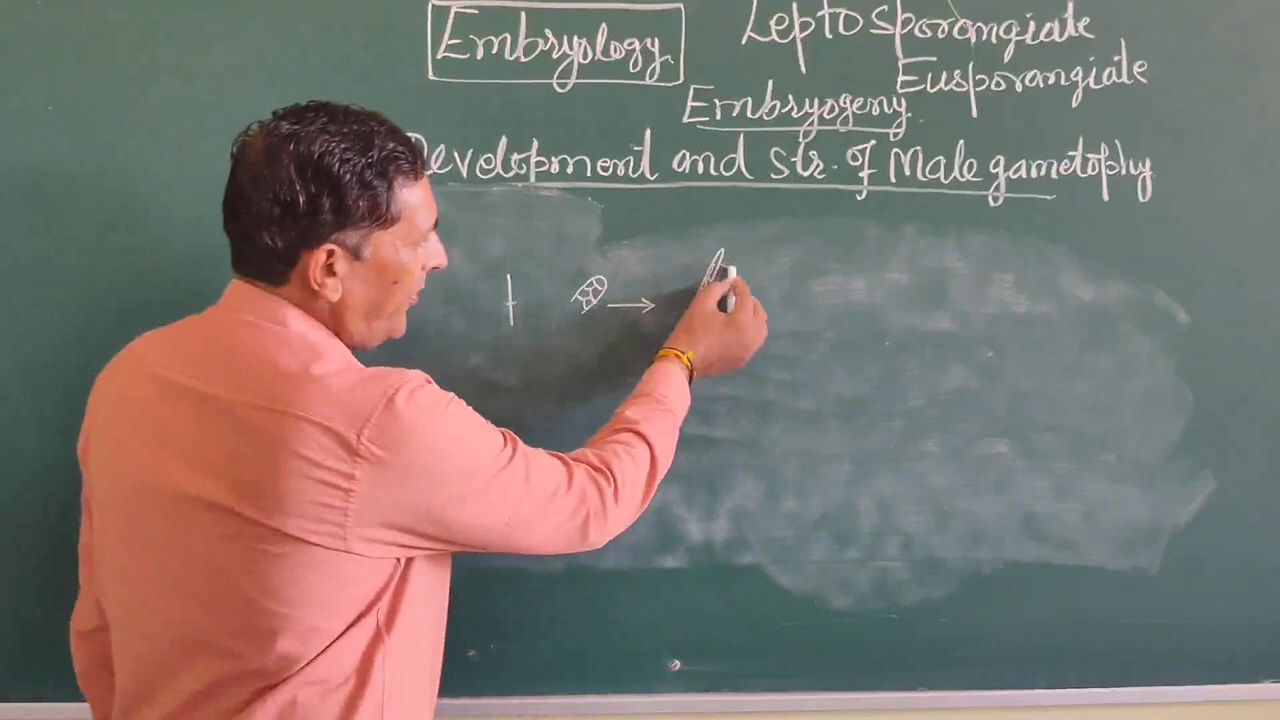 Embryology.
Leptosporangiate
Eusporangiate
Embryogeny.
Development and str. of Male gametophy